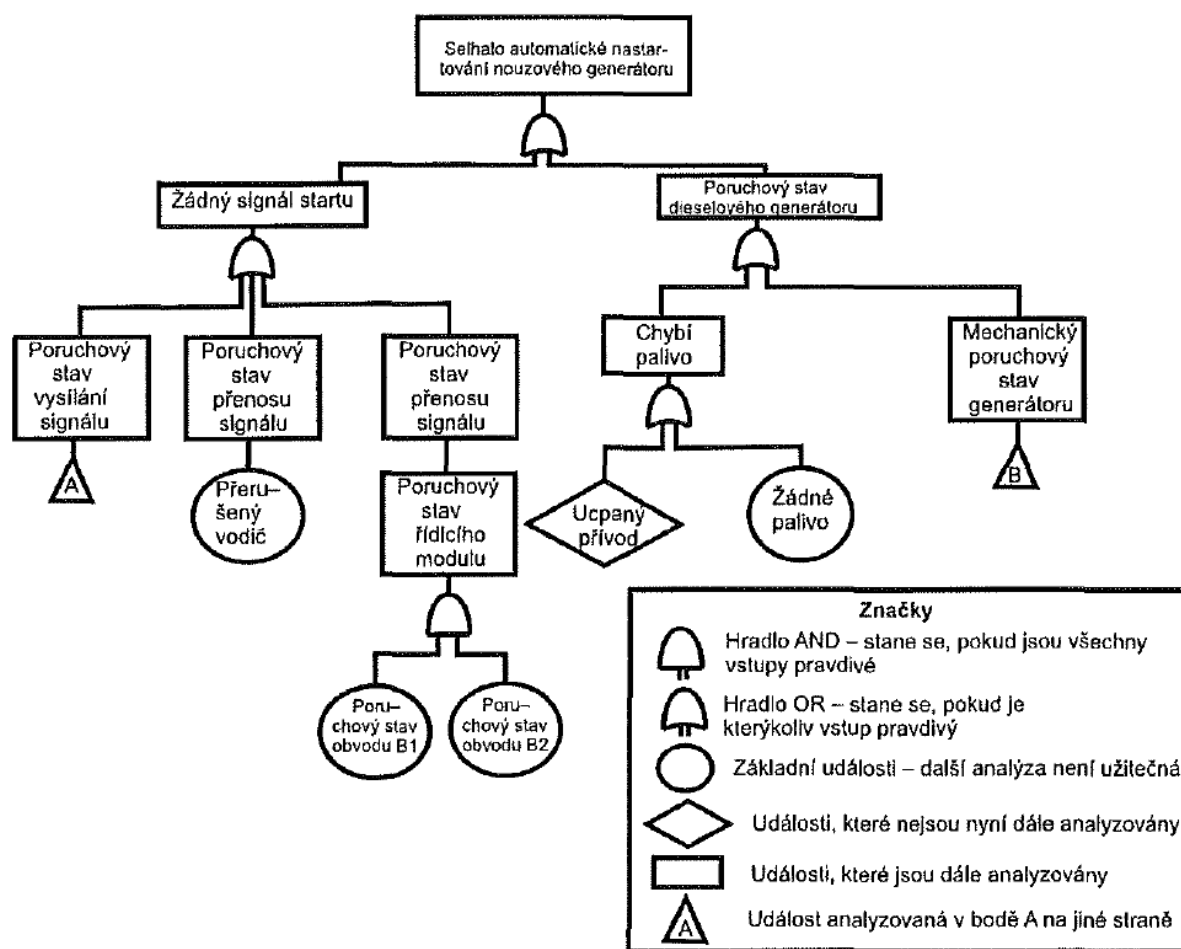 Selhalo automatické nastar-
tování nouzového generátoru
Žádný signál startu
Poruchový stav
dieselového generátoru
Poruchový
stav
vysílání
signálu
Poruchový
stav
přenosu
signálu
Poruchový
stav
přenosu
signálu
Chybí
palivo
Mechanický
poruchový
stav
generátoru
A
Přeru–
šený
vodič
Poruchový
stav
řídicího
modulu
Ucpaný
přívod
Žádné
palivo
B
Poru–
chový stav
obvodu B1
Poru–
chový stav
obvodu B2
Značky
Hradlo AND – stane se, pokud jsou všechny
vstupy pravdivé
Hradlo OR – stane se, pokud je
kterýkoliv vstup pravdivý
Základní události – další analýza není užitečná
Události, které nejsou nyní dále analyzovány
Události, které jsou dále analyzovány
A
Událost analyzovaná v bodě A na jiné straně